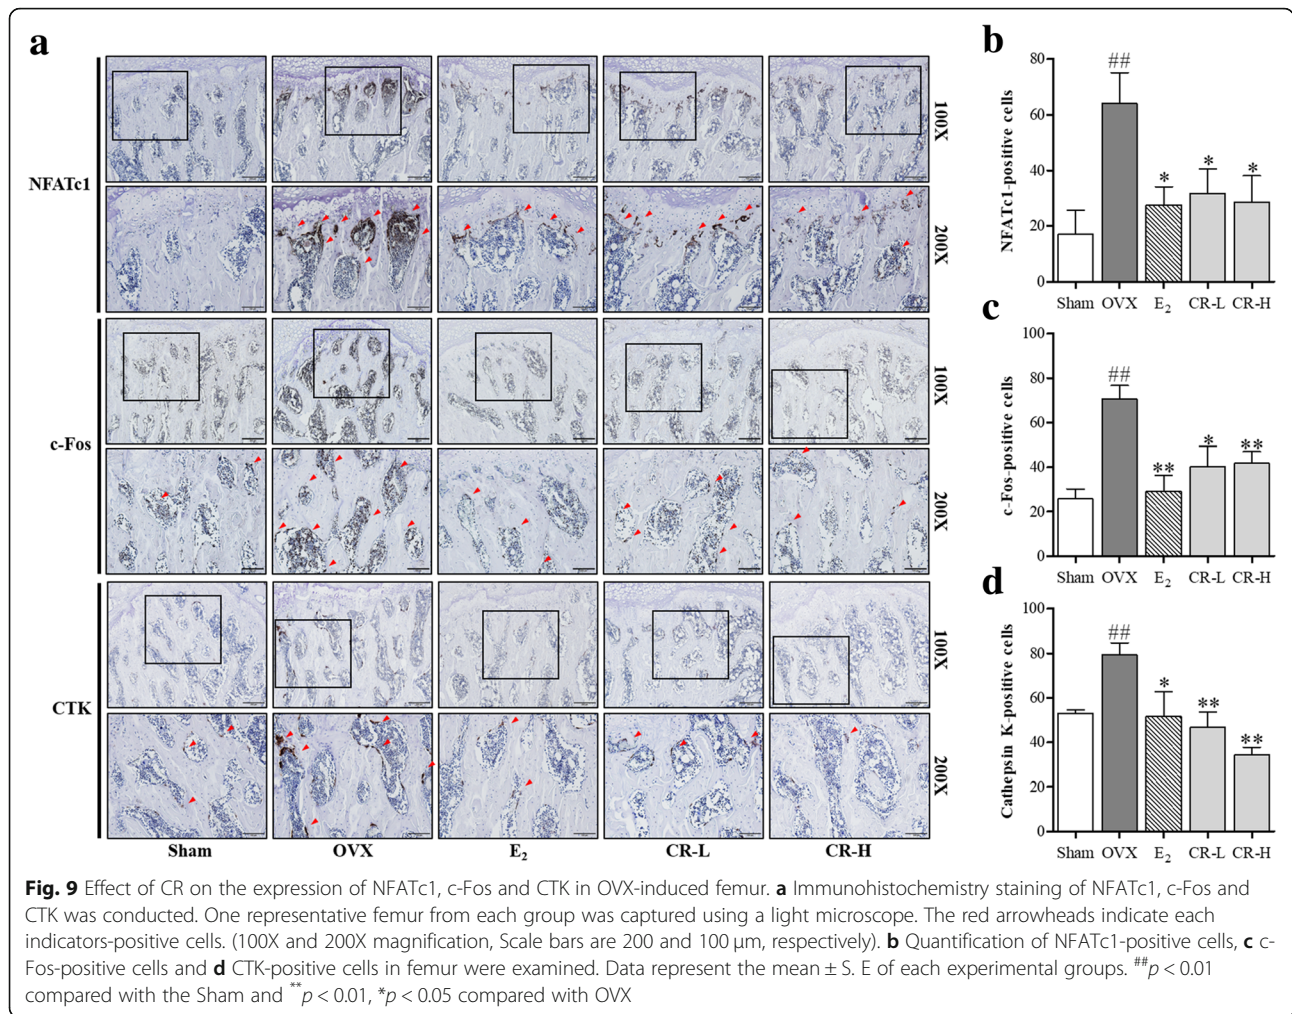 a
NFATc1
100X
200X
c-Fos
100X
200X
CTK
100X
200X
Sham OVX E₂ CR-L CR-H
b
NFATc1-positive cells
80
60
40
20
0
##
* * *
Sham OVX E₂ CR-L CR-H
c
c-Fos-positive cells
100
80
60
40
20
0
##
** * **
Sham OVX E₂ CR-L CR-H
d
Cathepsin K-positive cells
100
80
60
40
20
0
##
* ** **
Sham OVX E₂ CR-L CR-H
Fig. 9 Effect of CR on the expression of NFATc1, c-Fos and CTK in OVX-induced femur. a Immunohistochemistry staining of NFATc1, c-Fos and
CTK was conducted. One representative femur from each group was captured using a light microscope. The red arrowheads indicate each
indicators-positive cells. (100X and 200X magnification, Scale bars are 200 and 100 μm, respectively). b Quantification of NFATc1-positive cells, c c-
Fos-positive cells and d CTK-positive cells in femur were examined. Data represent the mean ± S. E of each experimental groups. ##p < 0.01
compared with the Sham and **p < 0.01, *p < 0.05 compared with OVX